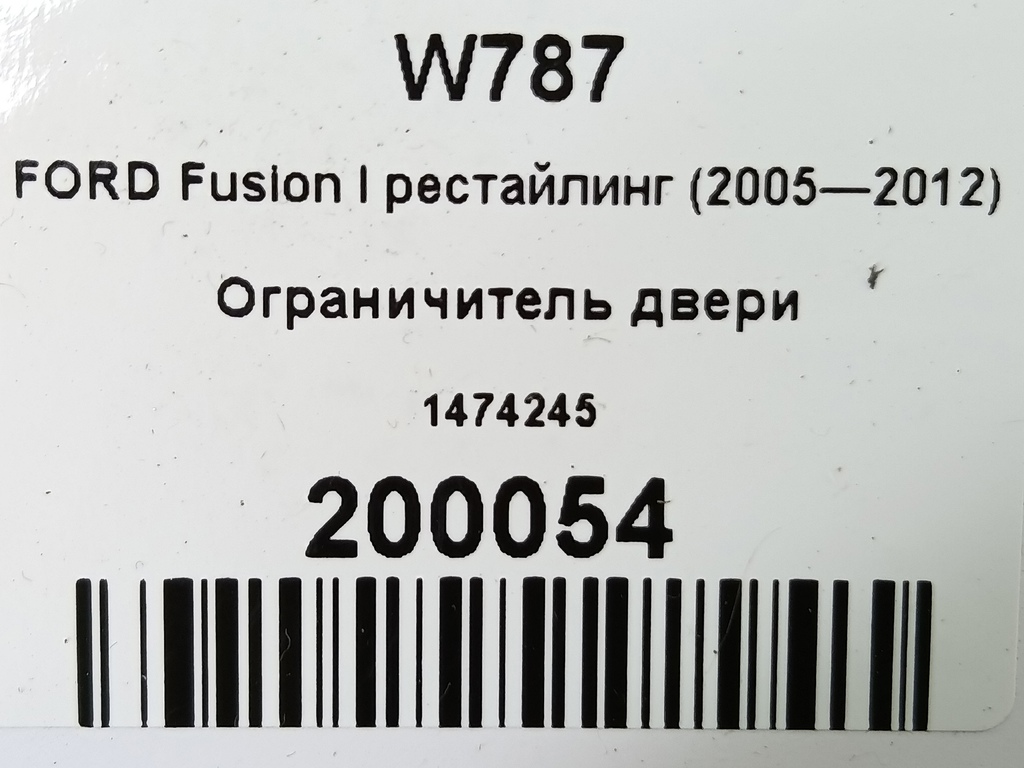 W787
FORD Fusion I рестайлинг (2005—2012)
Ограничитель двери
1474245
200054